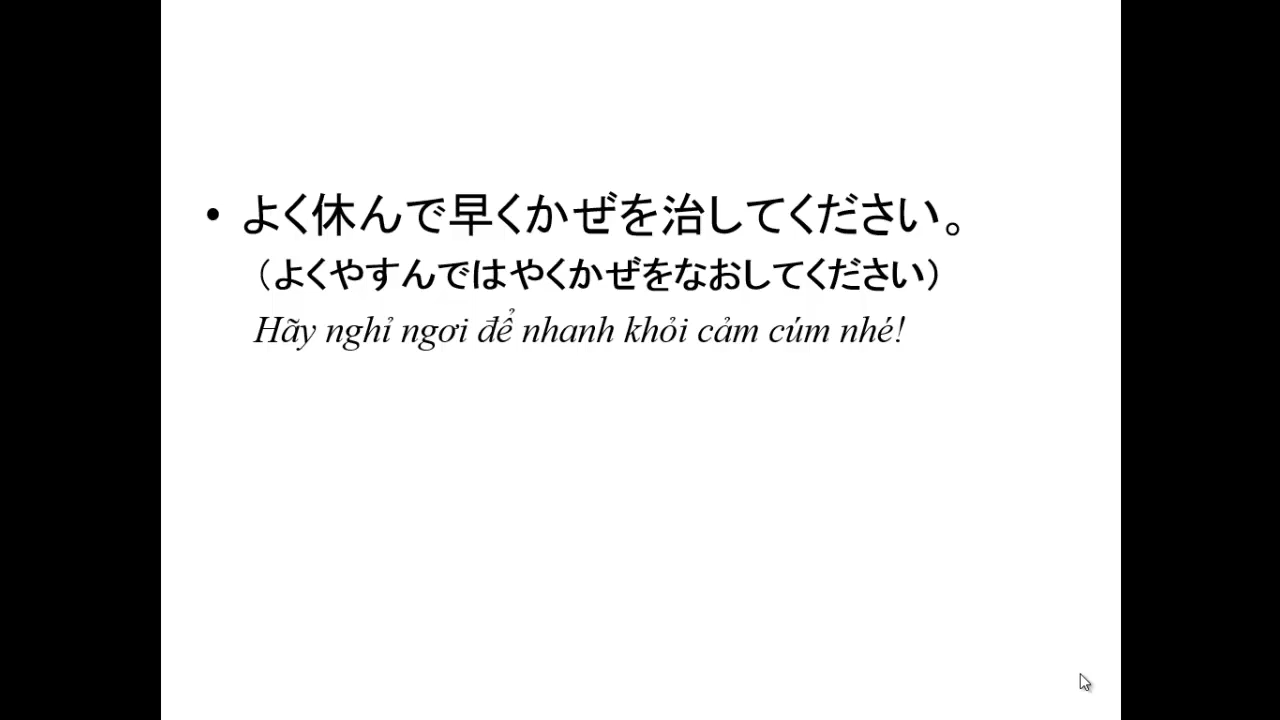 • よく休んで早くかぜを治してください。
（よくやすんではやくかぜをなおしてください）
Hãy nghỉ ngơi để nhanh khỏi cảm cúm nhé!